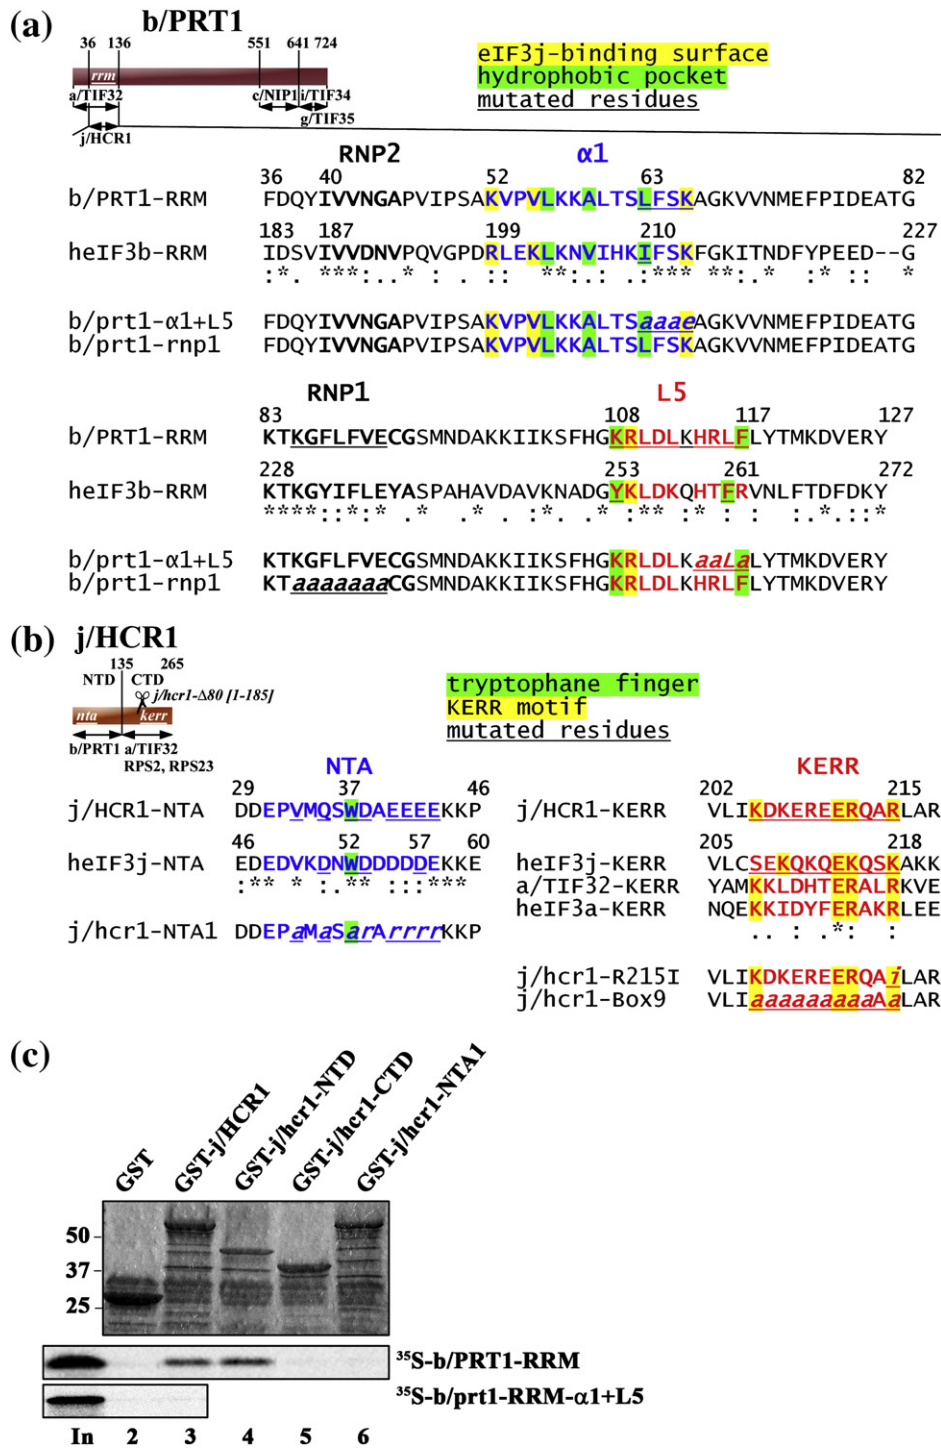 (a)
b/PRT1
36 136 551 641 724
rrm
a/TIF32 c/NIP1 i/TIF34
g/TIF35
j/HCR1
eIF3j-binding surface
hydrophobic pocket
mutated residues
RNP2 α1
36 40 52 63 82
b/PRT1-RRM FDQYIVVNGAPVIPSAKVPVLKKALTSLFSKAGKVVNMEFPIDEATG
183 187 199 210 227
heIF3b-RRM IDSVIVVDNVPQVGPDRLEKLKNVIHKIFSKFGKITNDFYPEED--G
b/prt1-α1+L5 FDQYIVVNGAPVIPSAKVPVLKKALTSaaaeAGKVVNMEFPIDEATG
b/prt1-rnp1 FDQYIVVNGAPVIPSAKVPVLKKALTSLFSKAGKVVNMEFPIDEATG
RNP1 L5
83 108 117 127
b/PRT1-RRM KTKGFLFVECGSMNDAKKIIKSFHGKRLDLKHRLFLYTMKDVERY
228 253 261 272
heIF3b-RRM KTKGYIFLEYASPAHAVDAVKNADGYKLDKQHTFRVNLFTDFDKY
b/prt1-α1+L5 KTKGFLFVECGSMNDAKKIIKSFHGKRLDLKaaLaLYTMKDVERY
b/prt1-rnp1 KTaaaaaaaCGSMNDAKKIIKSFHGKRLDLKHRLFLYTMKDVERY
(b)
j/HCR1
135 265
NTD CTD
j/hcr1-Δ80 [1-185]
nta kerr
b/PRT1 a/TIF32
RPS2, RPS23
tryptophane finger
KERR motif
mutated residues
NTA
29 37 46
j/HCR1-NTA DDEPVMQSWDAEEEEKKP
46 52 57 60
heIF3j-NTA EDEDVKDNWDDDDDEKKE
j/hcr1-NTA1 DDEPaMaSarArrrrKKP
KERR
202 215
j/HCR1-KERR VLIKDKEREERQARLAR
205 218
heIF3j-KERR VLCSEKQKQEKQSKAKK
a/TIF32-KERR YAMKKLDHTERALRKVE
heIF3a-KERR NQEKKIDYFERAKRLEE
j/hcr1-R215I VLIKDKEREERQAiLAR
j/hcr1-Box9 VLIaaaaaaaaaAaLAR
(c)
GST
GST-j/HCR1
GST-j/hcr1-NTD
GST-j/hcr1-CTD
GST-j/hcr1-NTA1
50
37
25
35S-b/PRT1-RRM
35S-b/prt1-RRM-α1+L5
In 2 3 4 5 6